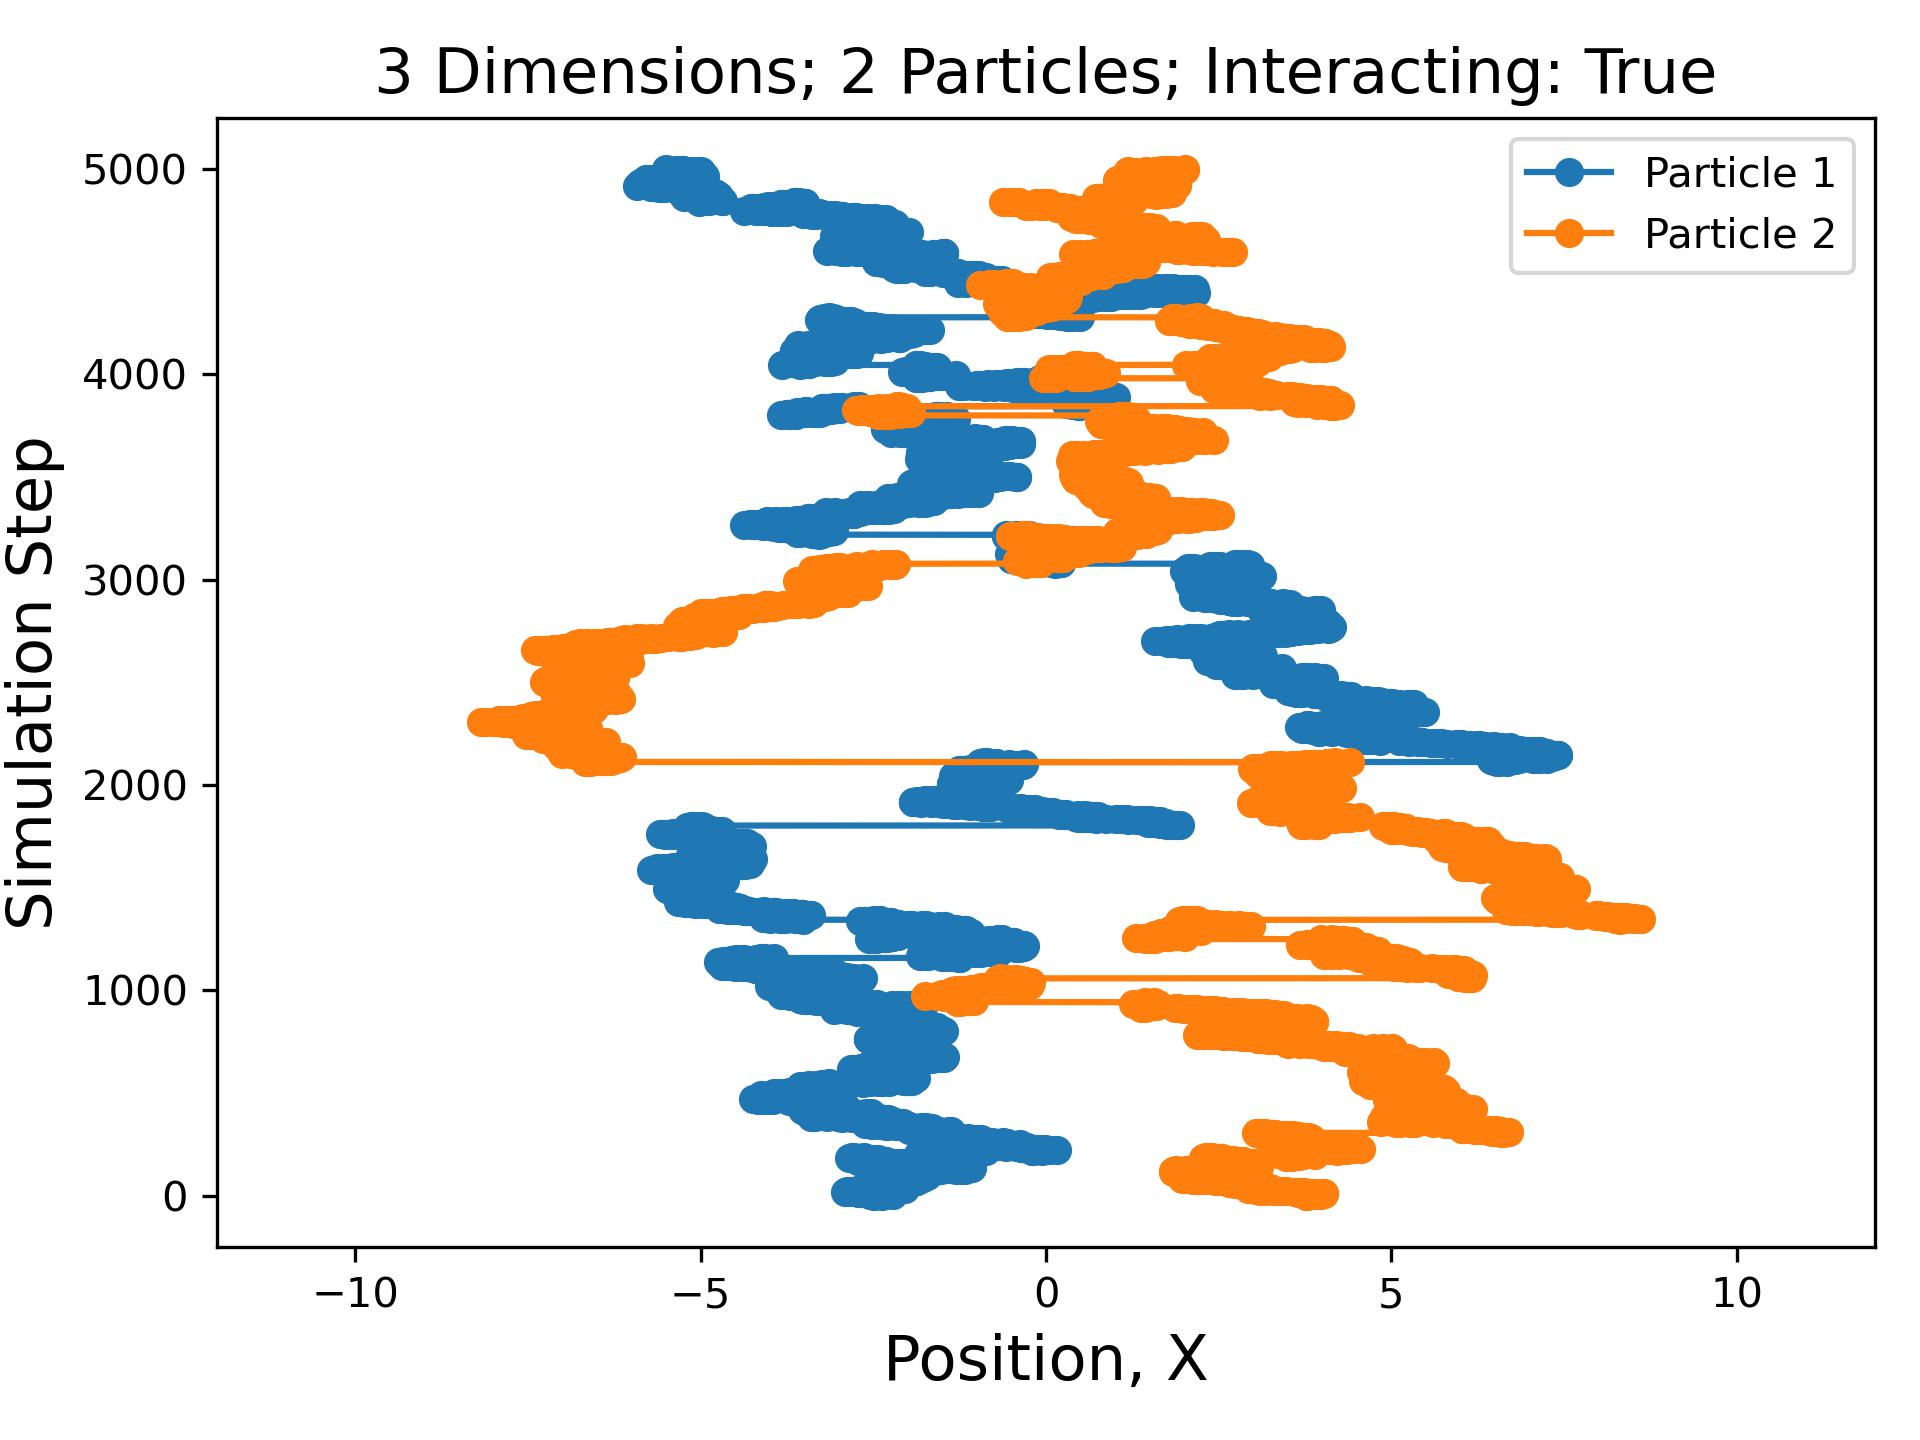 3 Dimensions; 2 Particles; Interacting: True
Particle 1
Particle 2
5000
4000
3000
2000
1000
0
Simulation Step
−10
−5
0
5
10
Position, X